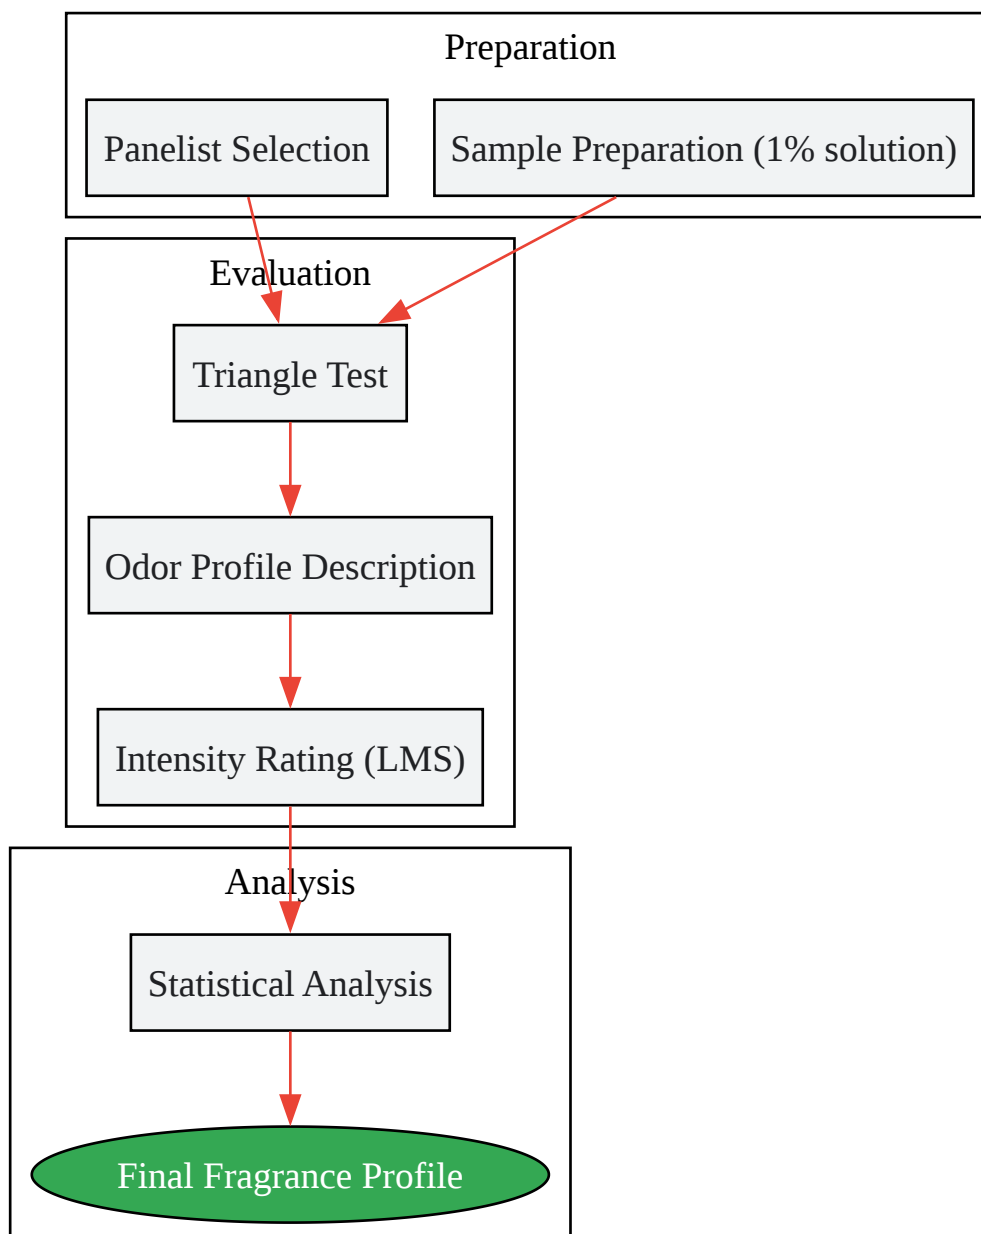 Preparation
Panelist Selection
Sample Preparation (1% solution)
Evaluation
Triangle Test
Odor Profile Description
Intensity Rating (LMS)
Analysis
Statistical Analysis
Final Fragrance Profile